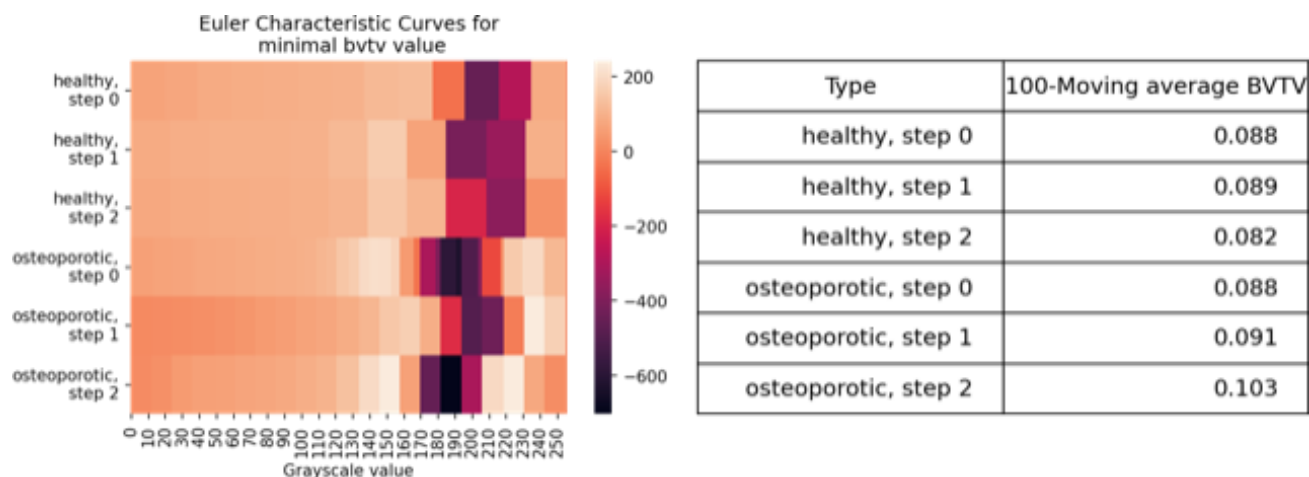 Euler Characteristic Curves for
minimal bvtv value
healthy,
step 0
healthy,
step 1
healthy,
step 2
osteoporotic,
step 0
osteoporotic,
step 1
osteoporotic,
step 2
0 10 20 30 40 50 60 70 80 90 100 110 120 130 140 150 160 170 180 190 200 210 220 230 240 250
Grayscale value
200
0
−200
−400
−600
Type 100-Moving average BVTV
healthy, step 0 0.088
healthy, step 1 0.089
healthy, step 2 0.082
osteoporotic, step 0 0.088
osteoporotic, step 1 0.091
osteoporotic, step 2 0.103